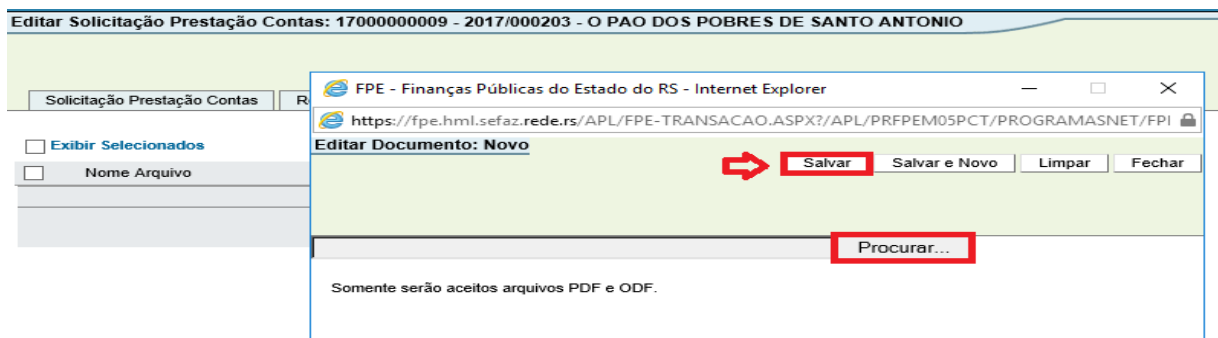 Editar Solicitação Prestação Contas: 17000000009 - 2017/000203 - O PAO DOS POBRES DE SANTO ANTONIO
FPE - Finanças Públicas do Estado do RS - Internet Explorer
Solicitação Prestação Contas
R
https://fpe.hml.sefaz.rede.rs/APL/FPE-TRANSACAO.ASPX?/APL/PRFPEM05PCT/PROGRAMASNET/FPI
Exibir Selecionados
Editar Documento: Novo
Salvar
Salvar e Novo
Limpar
Fechar
Nome Arquivo
Procurar...
Somente serão aceitos arquivos PDF e ODF.